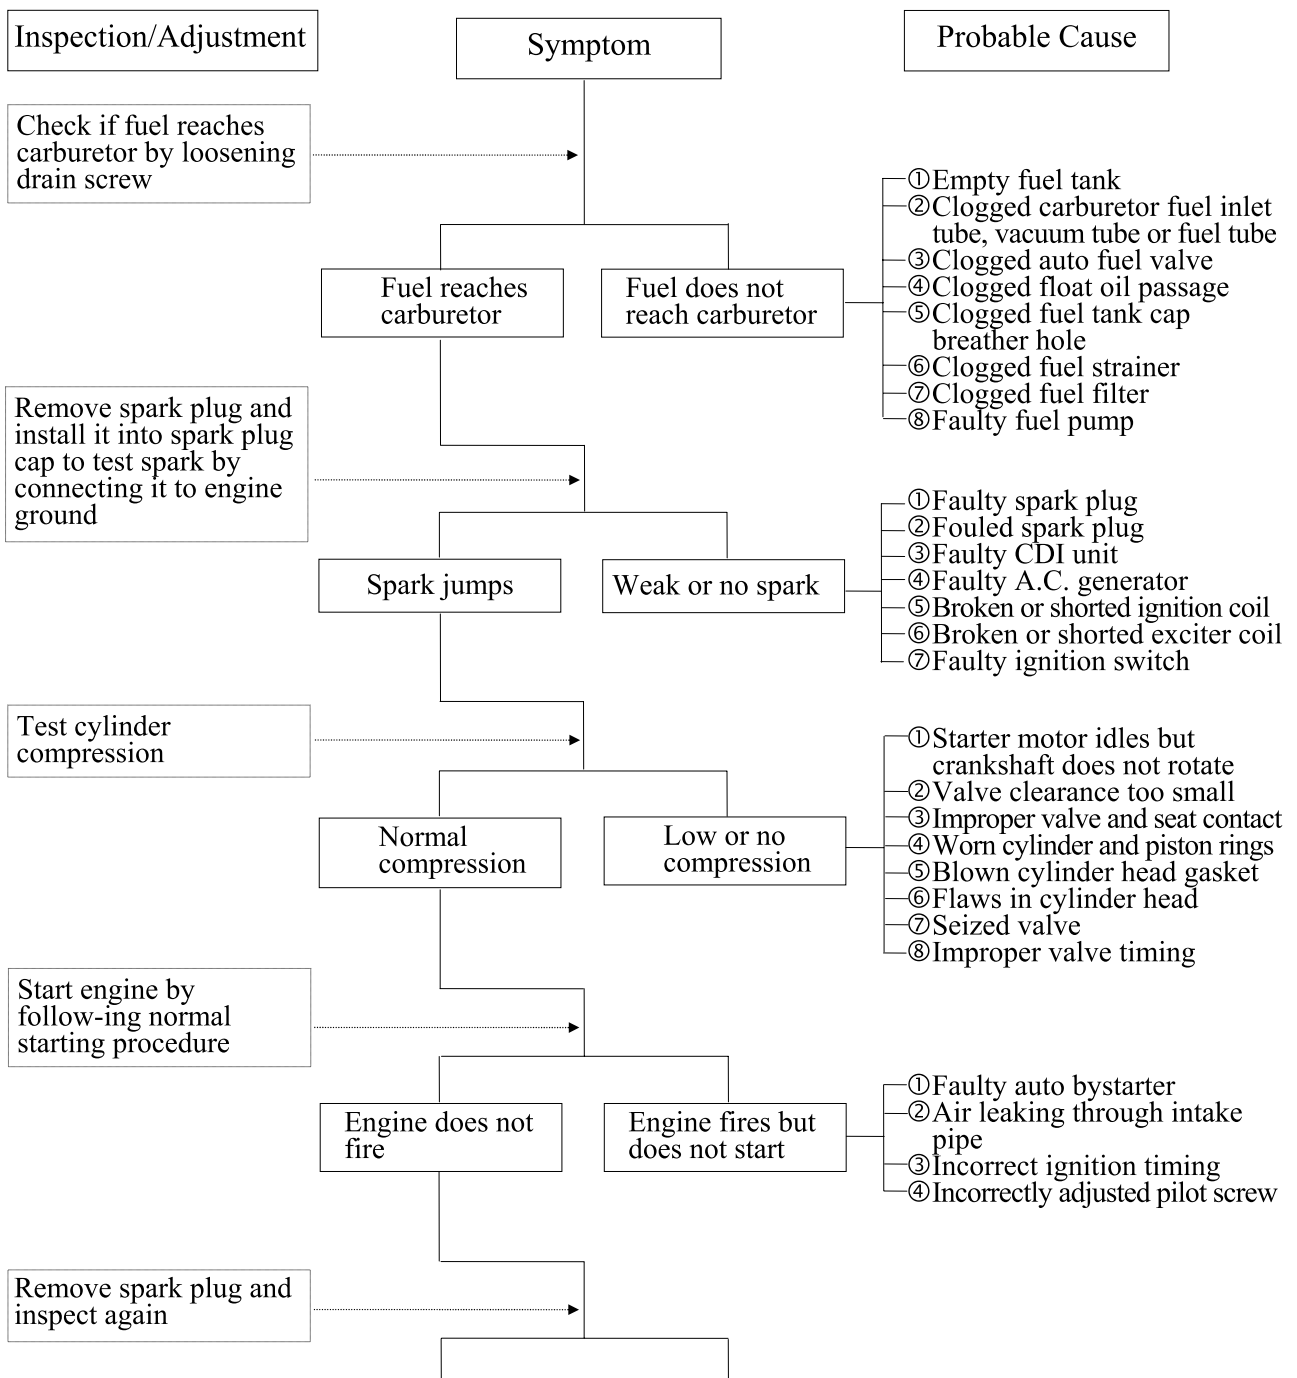 Inspection/Adjustment
Symptom
Probable Cause
Check if fuel reaches
carburetor by loosening
drain screw
①Empty fuel tank
②Clogged carburetor fuel inlet
tube, vacuum tube or fuel tube
③Clogged auto fuel valve
④Clogged float oil passage
⑤Clogged fuel tank cap
breather hole
⑥Clogged fuel strainer
⑦Clogged fuel filter
⑧Faulty fuel pump
Fuel reaches
carburetor
Fuel does not
reach carburetor
Remove spark plug and
install it into spark plug
cap to test spark by
connecting it to engine
ground
①Faulty spark plug
②Fouled spark plug
③Faulty CDI unit
④Faulty A.C. generator
⑤Broken or shorted ignition coil
⑥Broken or shorted exciter coil
⑦Faulty ignition switch
Spark jumps
Weak or no spark
Test cylinder
compression
①Starter motor idles but
crankshaft does not rotate
②Valve clearance too small
③Improper valve and seat contact
④Worn cylinder and piston rings
⑤Blown cylinder head gasket
⑥Flaws in cylinder head
⑦Seized valve
⑧Improper valve timing
Normal
compression
Low or no
compression
Start engine by
follow-ing normal
starting procedure
①Faulty auto bystarter
②Air leaking through intake
pipe
③Incorrect ignition timing
④Incorrectly adjusted pilot screw
Engine does not
fire
Engine fires but
does not start
Remove spark plug and
inspect again